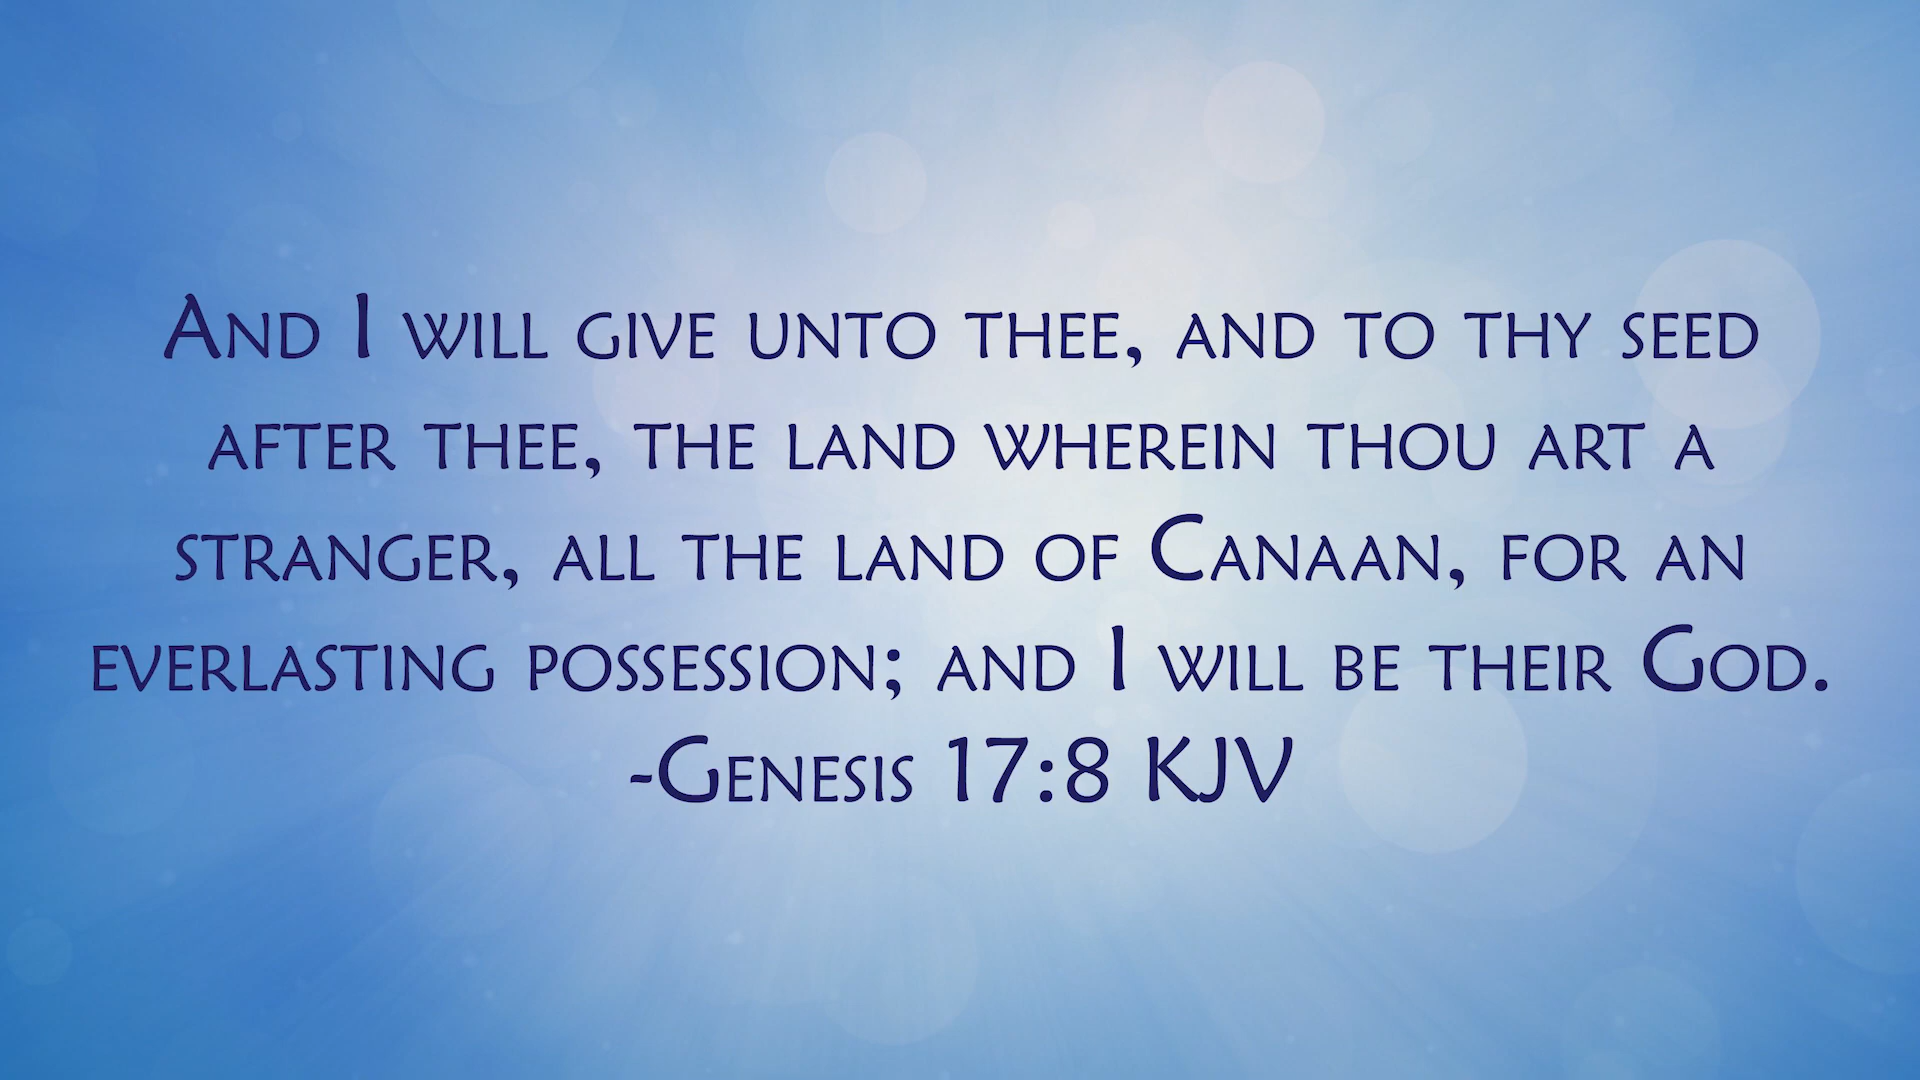 And I will give unto thee, and to thy seed
after thee, the land wherein thou art a
stranger, all the land of Canaan, for an
everlasting possession; and I will be their God.
-Genesis 17:8 KJV